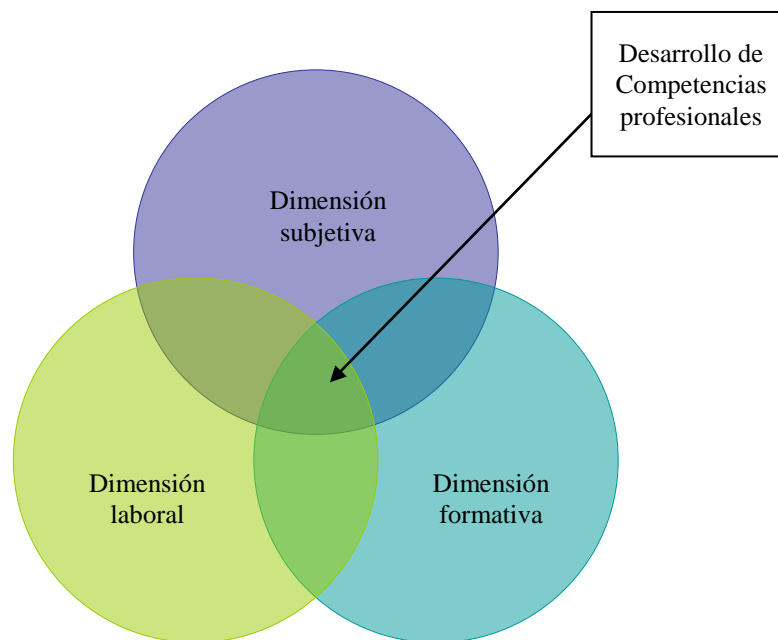 Desarrollo de
Competencias
profesionales
Dimensión
subjetiva
Dimensión
laboral
Dimensión
formativa